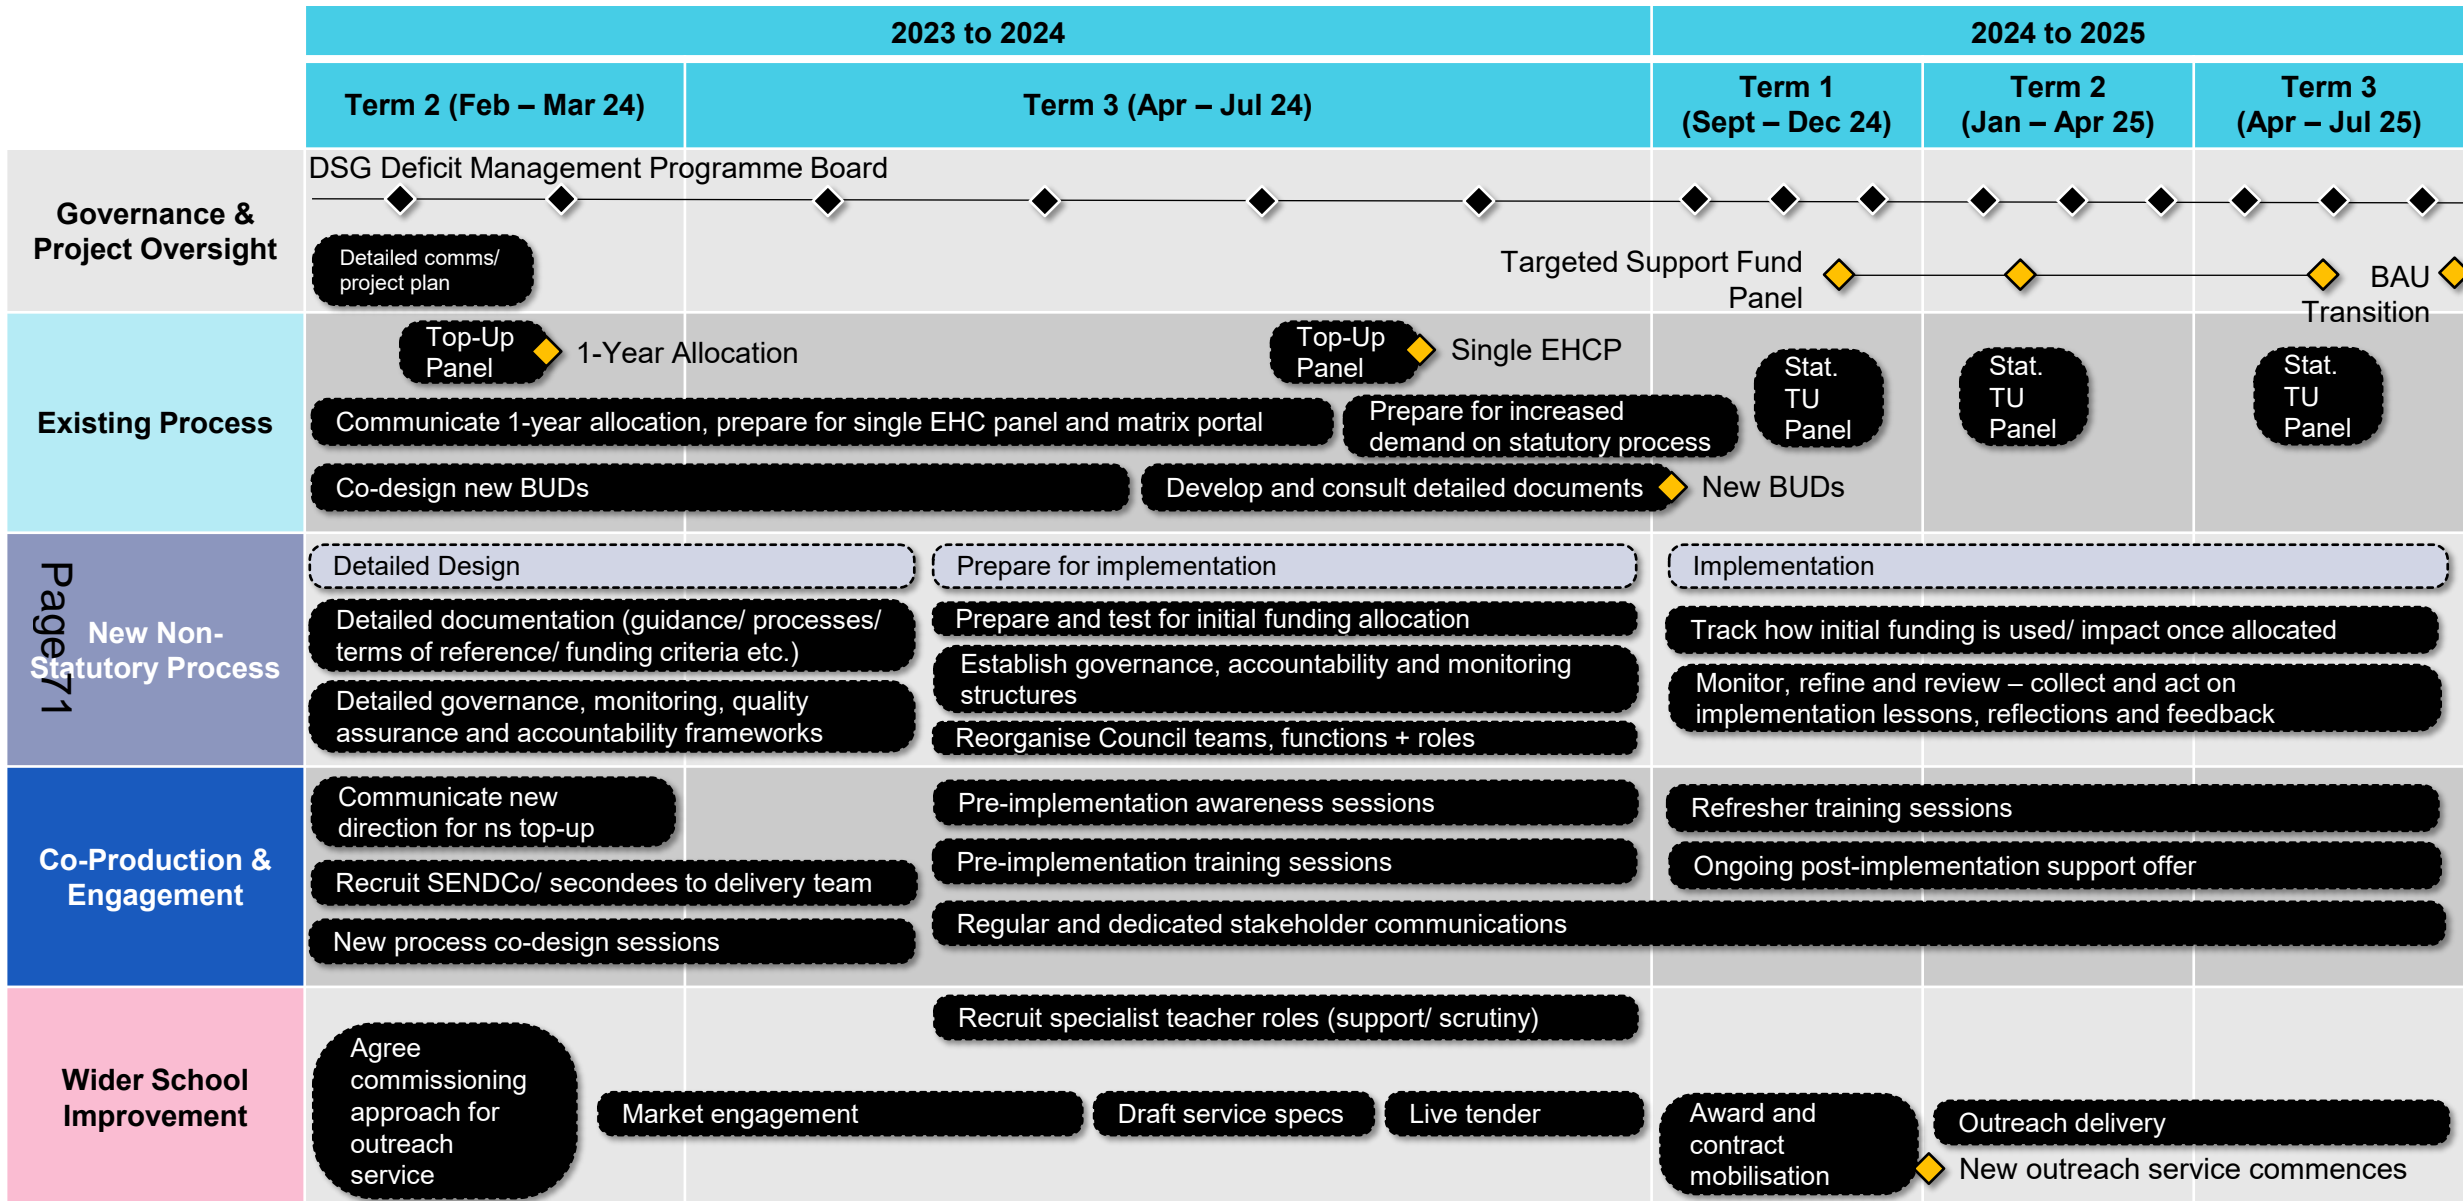 2023 to 2024
2024 to 2025
Term 2 (Feb – Mar 24)
Term 3 (Apr – Jul 24)
Term 1
(Sept – Dec 24)
Term 2
(Jan – Apr 25)
Term 3
(Apr – Jul 25)
Governance &
Project Oversight
DSG Deficit Management Programme Board
Detailed comms/
project plan
Targeted Support Fund
Panel
BAU
Transition
Existing Process
Top-Up
Panel
1-Year Allocation
Top-Up
Panel
Single EHCP
Stat.
TU
Panel
Stat.
TU
Panel
Stat.
TU
Panel
Communicate 1-year allocation, prepare for single EHC panel and matrix portal
Prepare for increased
demand on statutory process
Co-design new BUDs
Develop and consult detailed documents
New BUDs
Page 71
New Non-
Statutory Process
Detailed Design
Prepare for implementation
Implementation
Detailed documentation (guidance/ processes/
terms of reference/ funding criteria etc.)
Detailed governance, monitoring, quality
assurance and accountability frameworks
Prepare and test for initial funding allocation
Establish governance, accountability and monitoring
structures
Reorganise Council teams, functions + roles
Track how initial funding is used/ impact once allocated
Monitor, refine and review – collect and act on
implementation lessons, reflections and feedback
Co-Production &
Engagement
Communicate new
direction for ns top-up
Recruit SENDCo/ secondees to delivery team
New process co-design sessions
Pre-implementation awareness sessions
Pre-implementation training sessions
Regular and dedicated stakeholder communications
Refresher training sessions
Ongoing post-implementation support offer
Wider School
Improvement
Agree
commissioning
approach for
outreach
service
Recruit specialist teacher roles (support/ scrutiny)
Market engagement
Draft service specs
Live tender
Award and
contract
mobilisation
Outreach delivery
New outreach service commences